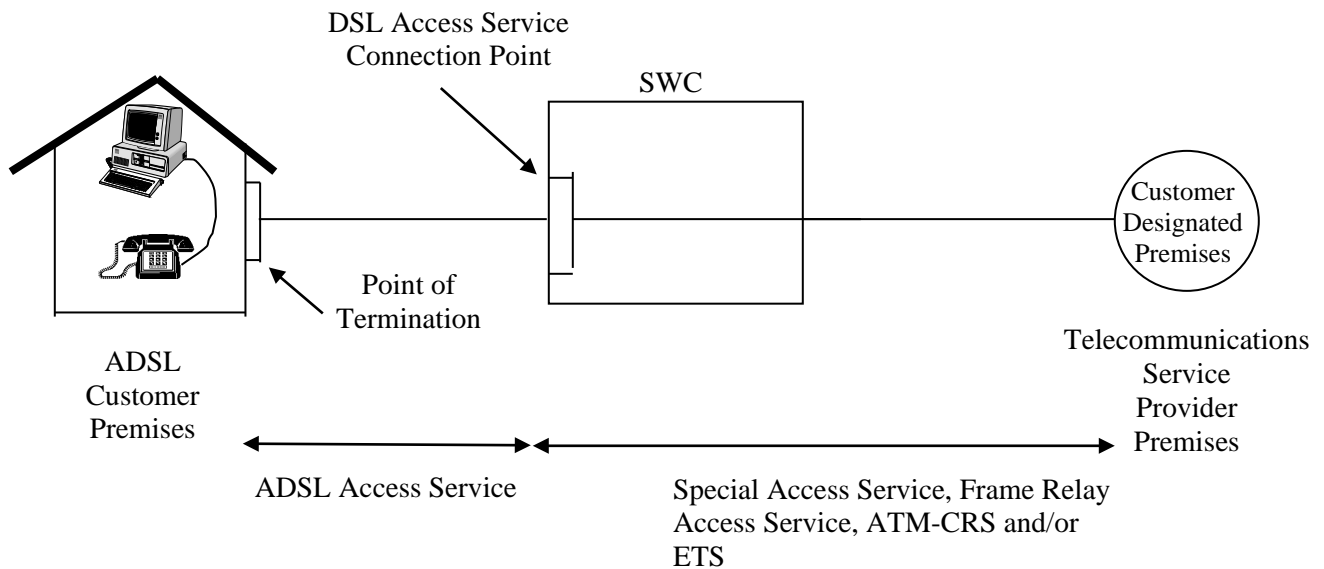 DSL Access Service
Connection Point
SWC
Customer
Designated
Premises
Point of
Termination
ADSL
Customer
Premises
Telecommunications
Service
Provider
Premises
ADSL Access Service
Special Access Service, Frame Relay
Access Service, ATM-CRS and/or
ETS